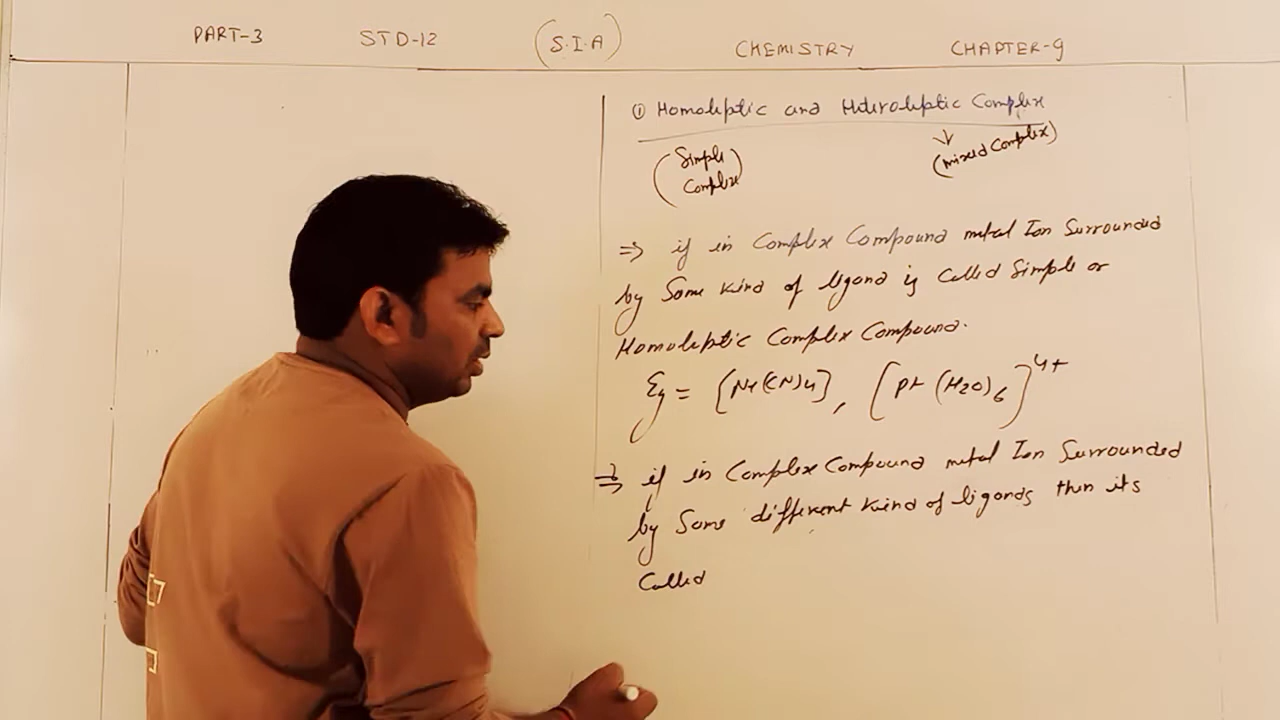 PART-3 STD-12 (S.I.A) CHEMISTRY CHAPTER-9
① Homoleptic and Heteroleptic Complex
(Simple Complex)
(mixed Complex)
⇒ if in Complex Compound metal Ion Surrounded
by Same kind of ligand is Called Simple or
Homoleptic Complex Compound.
Eg = [Ni(CN)4], [Pt(H2O)6]4+
⇒ if in Complex Compound metal Ion Surrounded
by Some different kind of ligands then its
Called